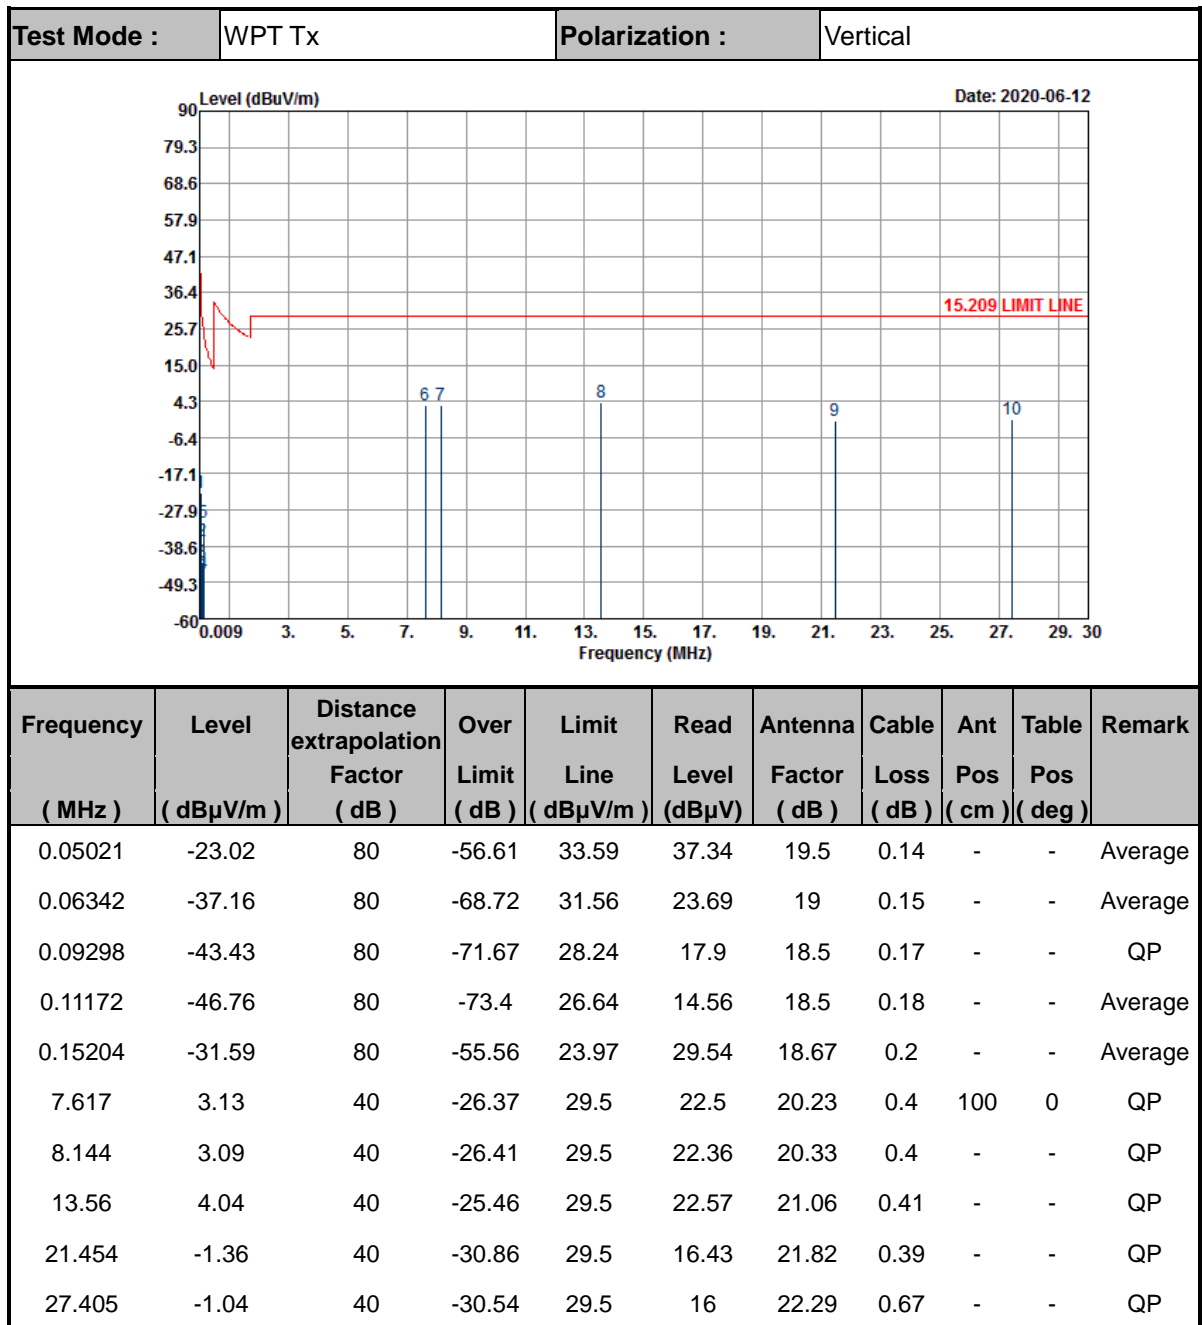 Test Mode : WPT Tx Polarization : Vertical
Level (dBuV/m) Date: 2020-06-12
90
79.3
68.6
57.9
47.1
36.4
15.209 LIMIT LINE
25.7
15.0
6 7 8
4.3
9 10
-6.4
-17.1
-27.9
-38.6
-49.3
-60
0.009 3. 5. 7. 9. 11. 13. 15. 17. 19. 21. 23. 25. 27. 29. 30
Frequency (MHz)
Frequency Level Distance extrapolation Over Limit Read Antenna Cable Ant Table Remark
Factor Limit Line Level Factor Loss Pos Pos
( MHz ) ( dBµV/m ) ( dB ) ( dB ) ( dBµV/m ) (dBµV) ( dB ) ( dB ) ( cm ) ( deg )
0.05021 -23.02 80 -56.61 33.59 37.34 19.5 0.14 - - Average
0.06342 -37.16 80 -68.72 31.56 23.69 19 0.15 - - Average
0.09298 -43.43 80 -71.67 28.24 17.9 18.5 0.17 - - QP
0.11172 -46.76 80 -73.4 26.64 14.56 18.5 0.18 - - Average
0.15204 -31.59 80 -55.56 23.97 29.54 18.67 0.2 - - Average
7.617 3.13 40 -26.37 29.5 22.5 20.23 0.4 100 0 QP
8.144 3.09 40 -26.41 29.5 22.36 20.33 0.4 - - QP
13.56 4.04 40 -25.46 29.5 22.57 21.06 0.41 - - QP
21.454 -1.36 40 -30.86 29.5 16.43 21.82 0.39 - - QP
27.405 -1.04 40 -30.54 29.5 16 22.29 0.67 - - QP